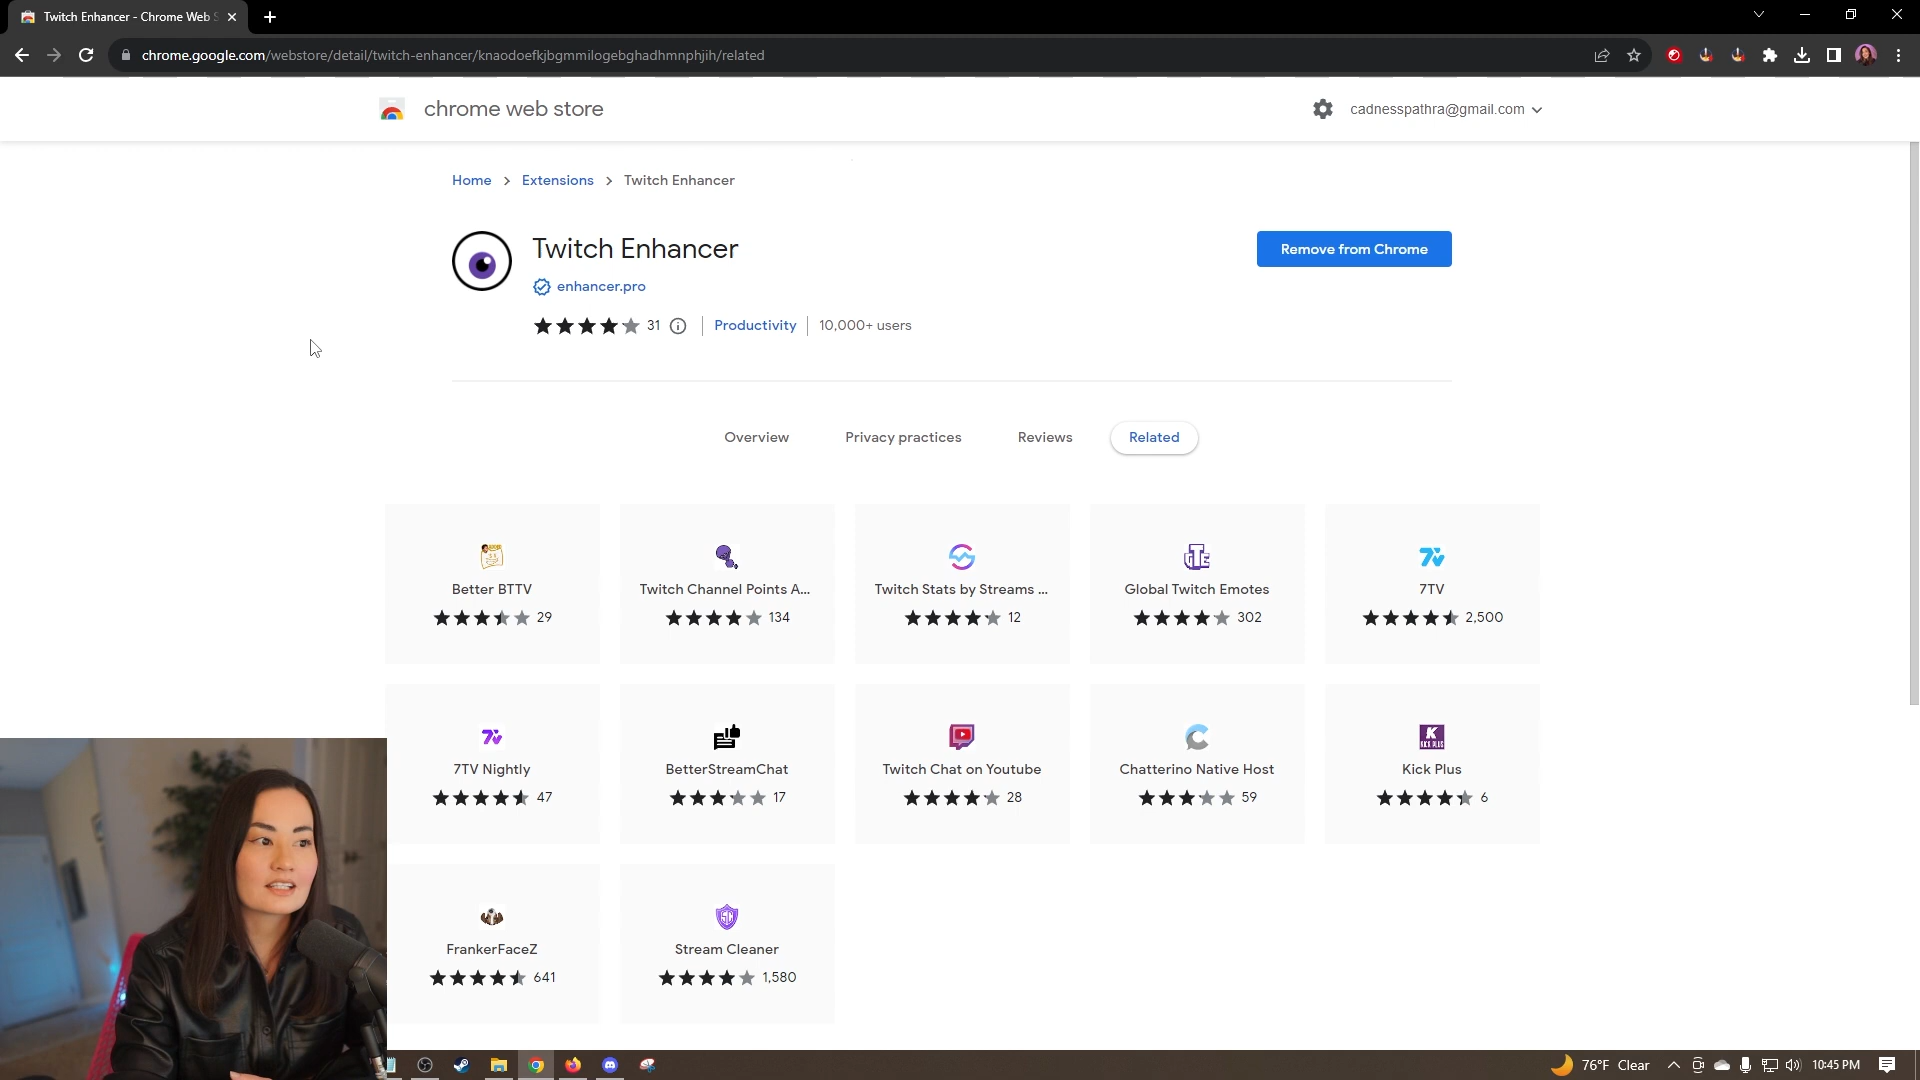 Twitch Enhancer - Chrome Web S
chrome.google.com/webstore/detail/twitch-enhancer/knaodoefkjbgmmilogebghadhmnphjih/related
chrome web store
cadnesspathra@gmail.com
Home > Extensions > Twitch Enhancer
Twitch Enhancer
Remove from Chrome
enhancer.pro
31 Productivity 10,000+ users
Overview Privacy practices Reviews Related
Better BTTV Twitch Channel Points A... Twitch Stats by Streams ... Global Twitch Emotes 7TV
29 134 12 302 2,500
7TV Nightly BetterStreamChat Twitch Chat on Youtube Chatterino Native Host Kick Plus
47 17 28 59 6
FrankerFaceZ Stream Cleaner
641 1,580
76°F Clear 10:45 PM